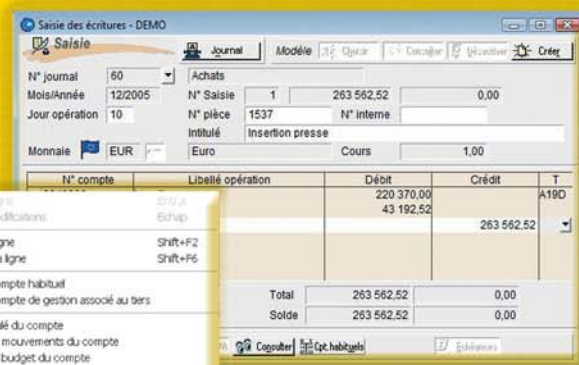 Saisie des écritures - DEMO
Saisie
Journal Modèle Créer
N° journal 60 Achats
Mois/Année 12/2005 N° Saisie 1 263 562,52 0,00
Jour opération 10 N° pièce 1537 N° interne
Intitulé Insertion presse
Monnaie EUR Euro Cours 1,00
N° compte Libellé opération Débit Crédit T
220 370,00 A19D
43 192,52
263 562,52
Total 263 562,52 0,00
Solde 263 562,52 0,00
Consulter Cpt. habituels Echéances
Echap
Shift+F2
ligne Shift+F6
compte habituel
compte de gestion associé au tiers
du compte
mouvements du compte
budget du compte